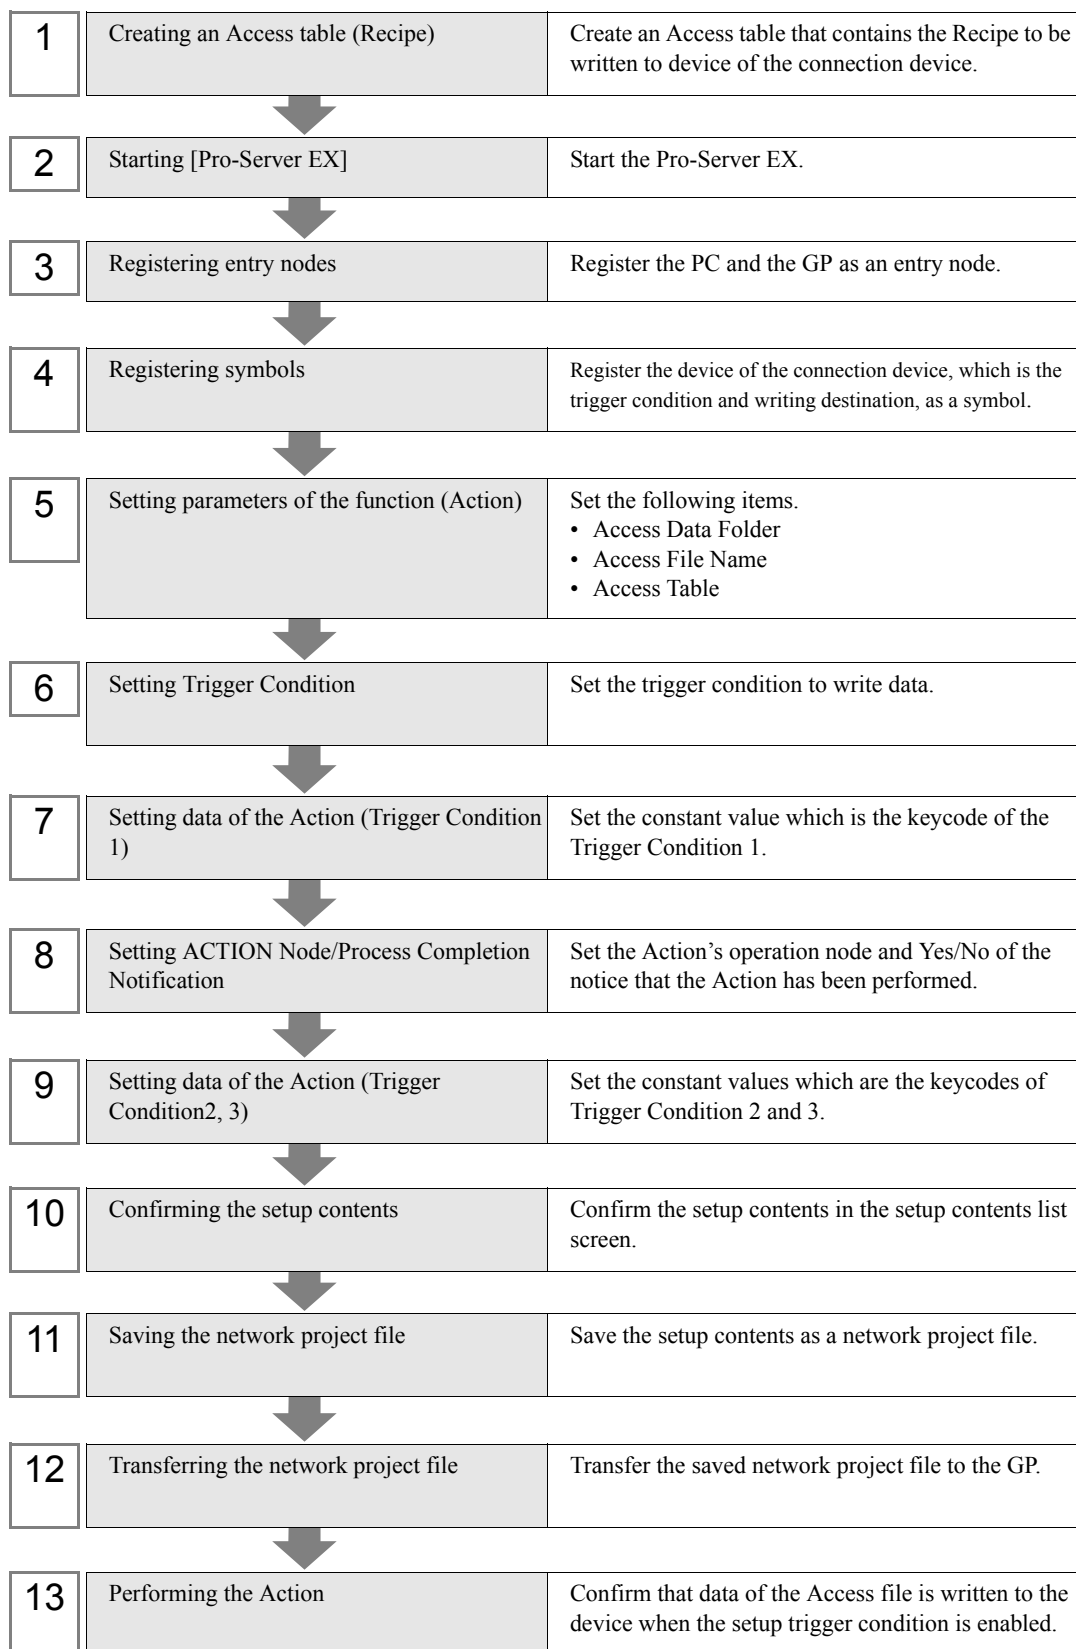 1
Creating an Access table (Recipe)
Create an Access table that contains the Recipe to be
written to device of the connection device.
2
Starting [Pro-Server EX]
Start the Pro-Server EX.
3
Registering entry nodes
Register the PC and the GP as an entry node.
4
Registering symbols
Register the device of the connection device, which is the
trigger condition and writing destination, as a symbol.
5
Setting parameters of the function (Action)
Set the following items.
• Access Data Folder
• Access File Name
• Access Table
6
Setting Trigger Condition
Set the trigger condition to write data.
7
Setting data of the Action (Trigger Condition
1)
Set the constant value which is the keycode of the
Trigger Condition 1.
8
Setting ACTION Node/Process Completion
Notification
Set the Action’s operation node and Yes/No of the
notice that the Action has been performed.
9
Setting data of the Action (Trigger
Condition2, 3)
Set the constant values which are the keycodes of
Trigger Condition 2 and 3.
10
Confirming the setup contents
Confirm the setup contents in the setup contents list
screen.
11
Saving the network project file
Save the setup contents as a network project file.
12
Transferring the network project file
Transfer the saved network project file to the GP.
13
Performing the Action
Confirm that data of the Access file is written to the
device when the setup trigger condition is enabled.